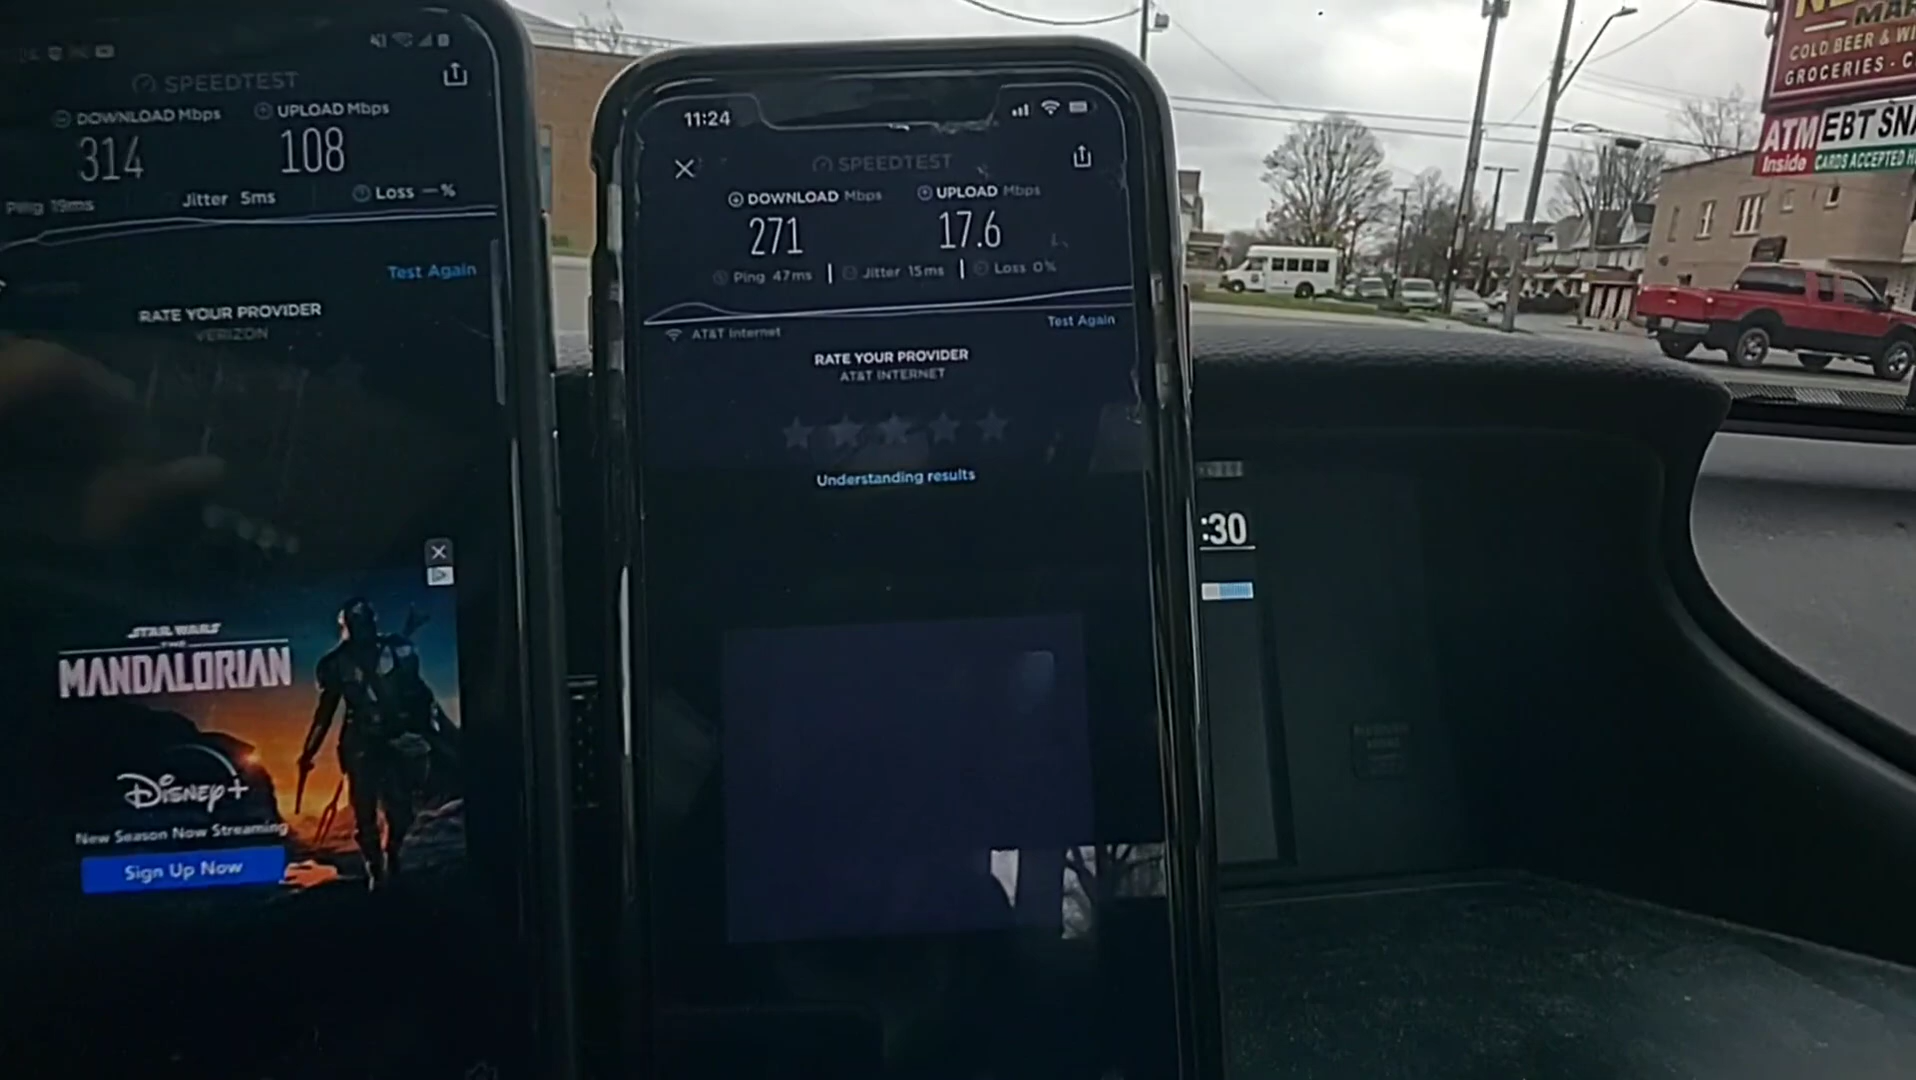 SPEEDTEST
DOWNLOAD Mbps
UPLOAD Mbps
314
108
Ping 19ms
Jitter 5ms
Loss —%
Test Again
RATE YOUR PROVIDER
VERIZON
STAR WARS
THE
MANDALORIAN
Disney+
New Season Now Streaming
Sign Up Now
11:24
SPEEDTEST
DOWNLOAD Mbps
UPLOAD Mbps
271
17.6
Ping 47ms
Jitter 15ms
Loss 0%
AT&T Internet
Test Again
RATE YOUR PROVIDER
AT&T INTERNET
Understanding results
:30
COLD BEER & WI
GROCERIES - C
ATM
Inside
EBT SNA
CARDS ACCEPTED H